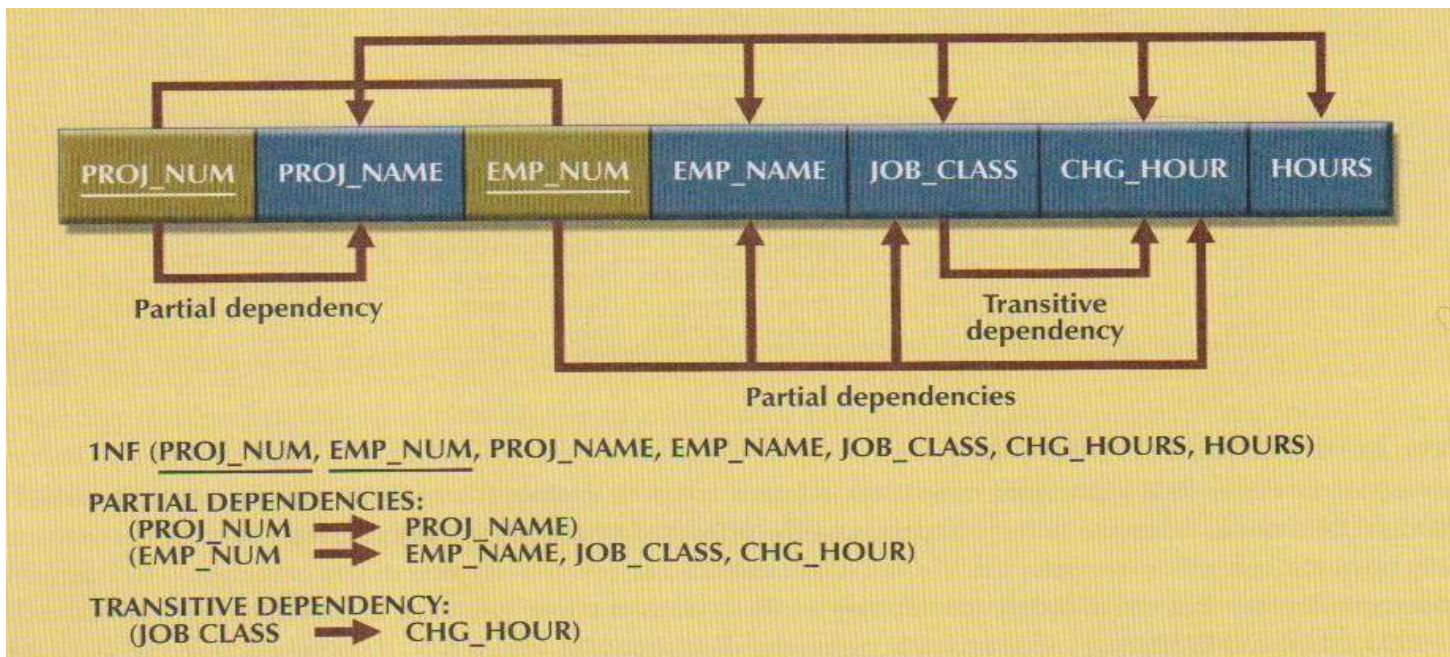 PROJ_NUM PROJ_NAME EMP_NUM EMP_NAME JOB_CLASS CHG_HOUR HOURS
Partial dependency
Transitive
dependency
Partial dependencies
1NF (PROJ_NUM, EMP_NUM, PROJ_NAME, EMP_NAME, JOB_CLASS, CHG_HOURS, HOURS)
PARTIAL DEPENDENCIES:
(PROJ_NUM PROJ_NAME)
(EMP_NUM EMP_NAME, JOB_CLASS, CHG_HOUR)
TRANSITIVE DEPENDENCY:
(JOB CLASS CHG_HOUR)